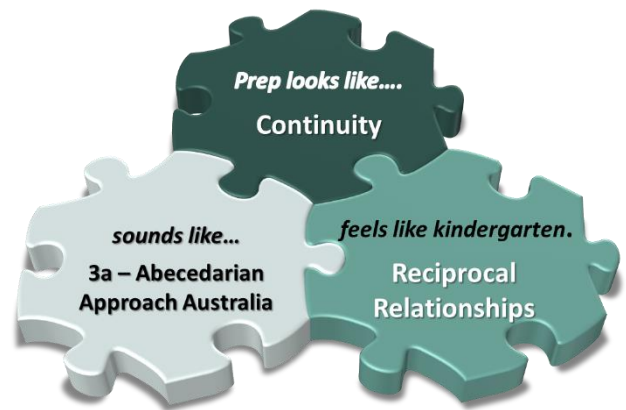 Prep looks like....
Continuity
sounds like...
3a – Abecedarian
Approach Australia
feels like kindergarten.
Reciprocal
Relationships